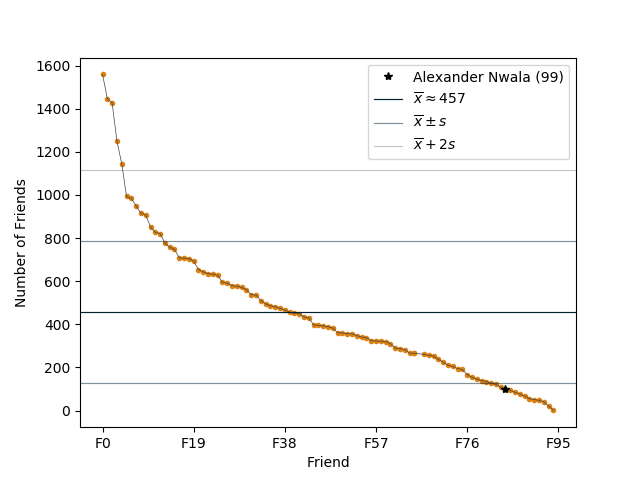 1600
1400
1200
1000
800
600
400
200
0
Number of Friends
Alexander Nwala (99)
x̅ ≈ 457
x̅ ± s
x̅ + 2s
F0 F19 F38 F57 F76 F95
Friend